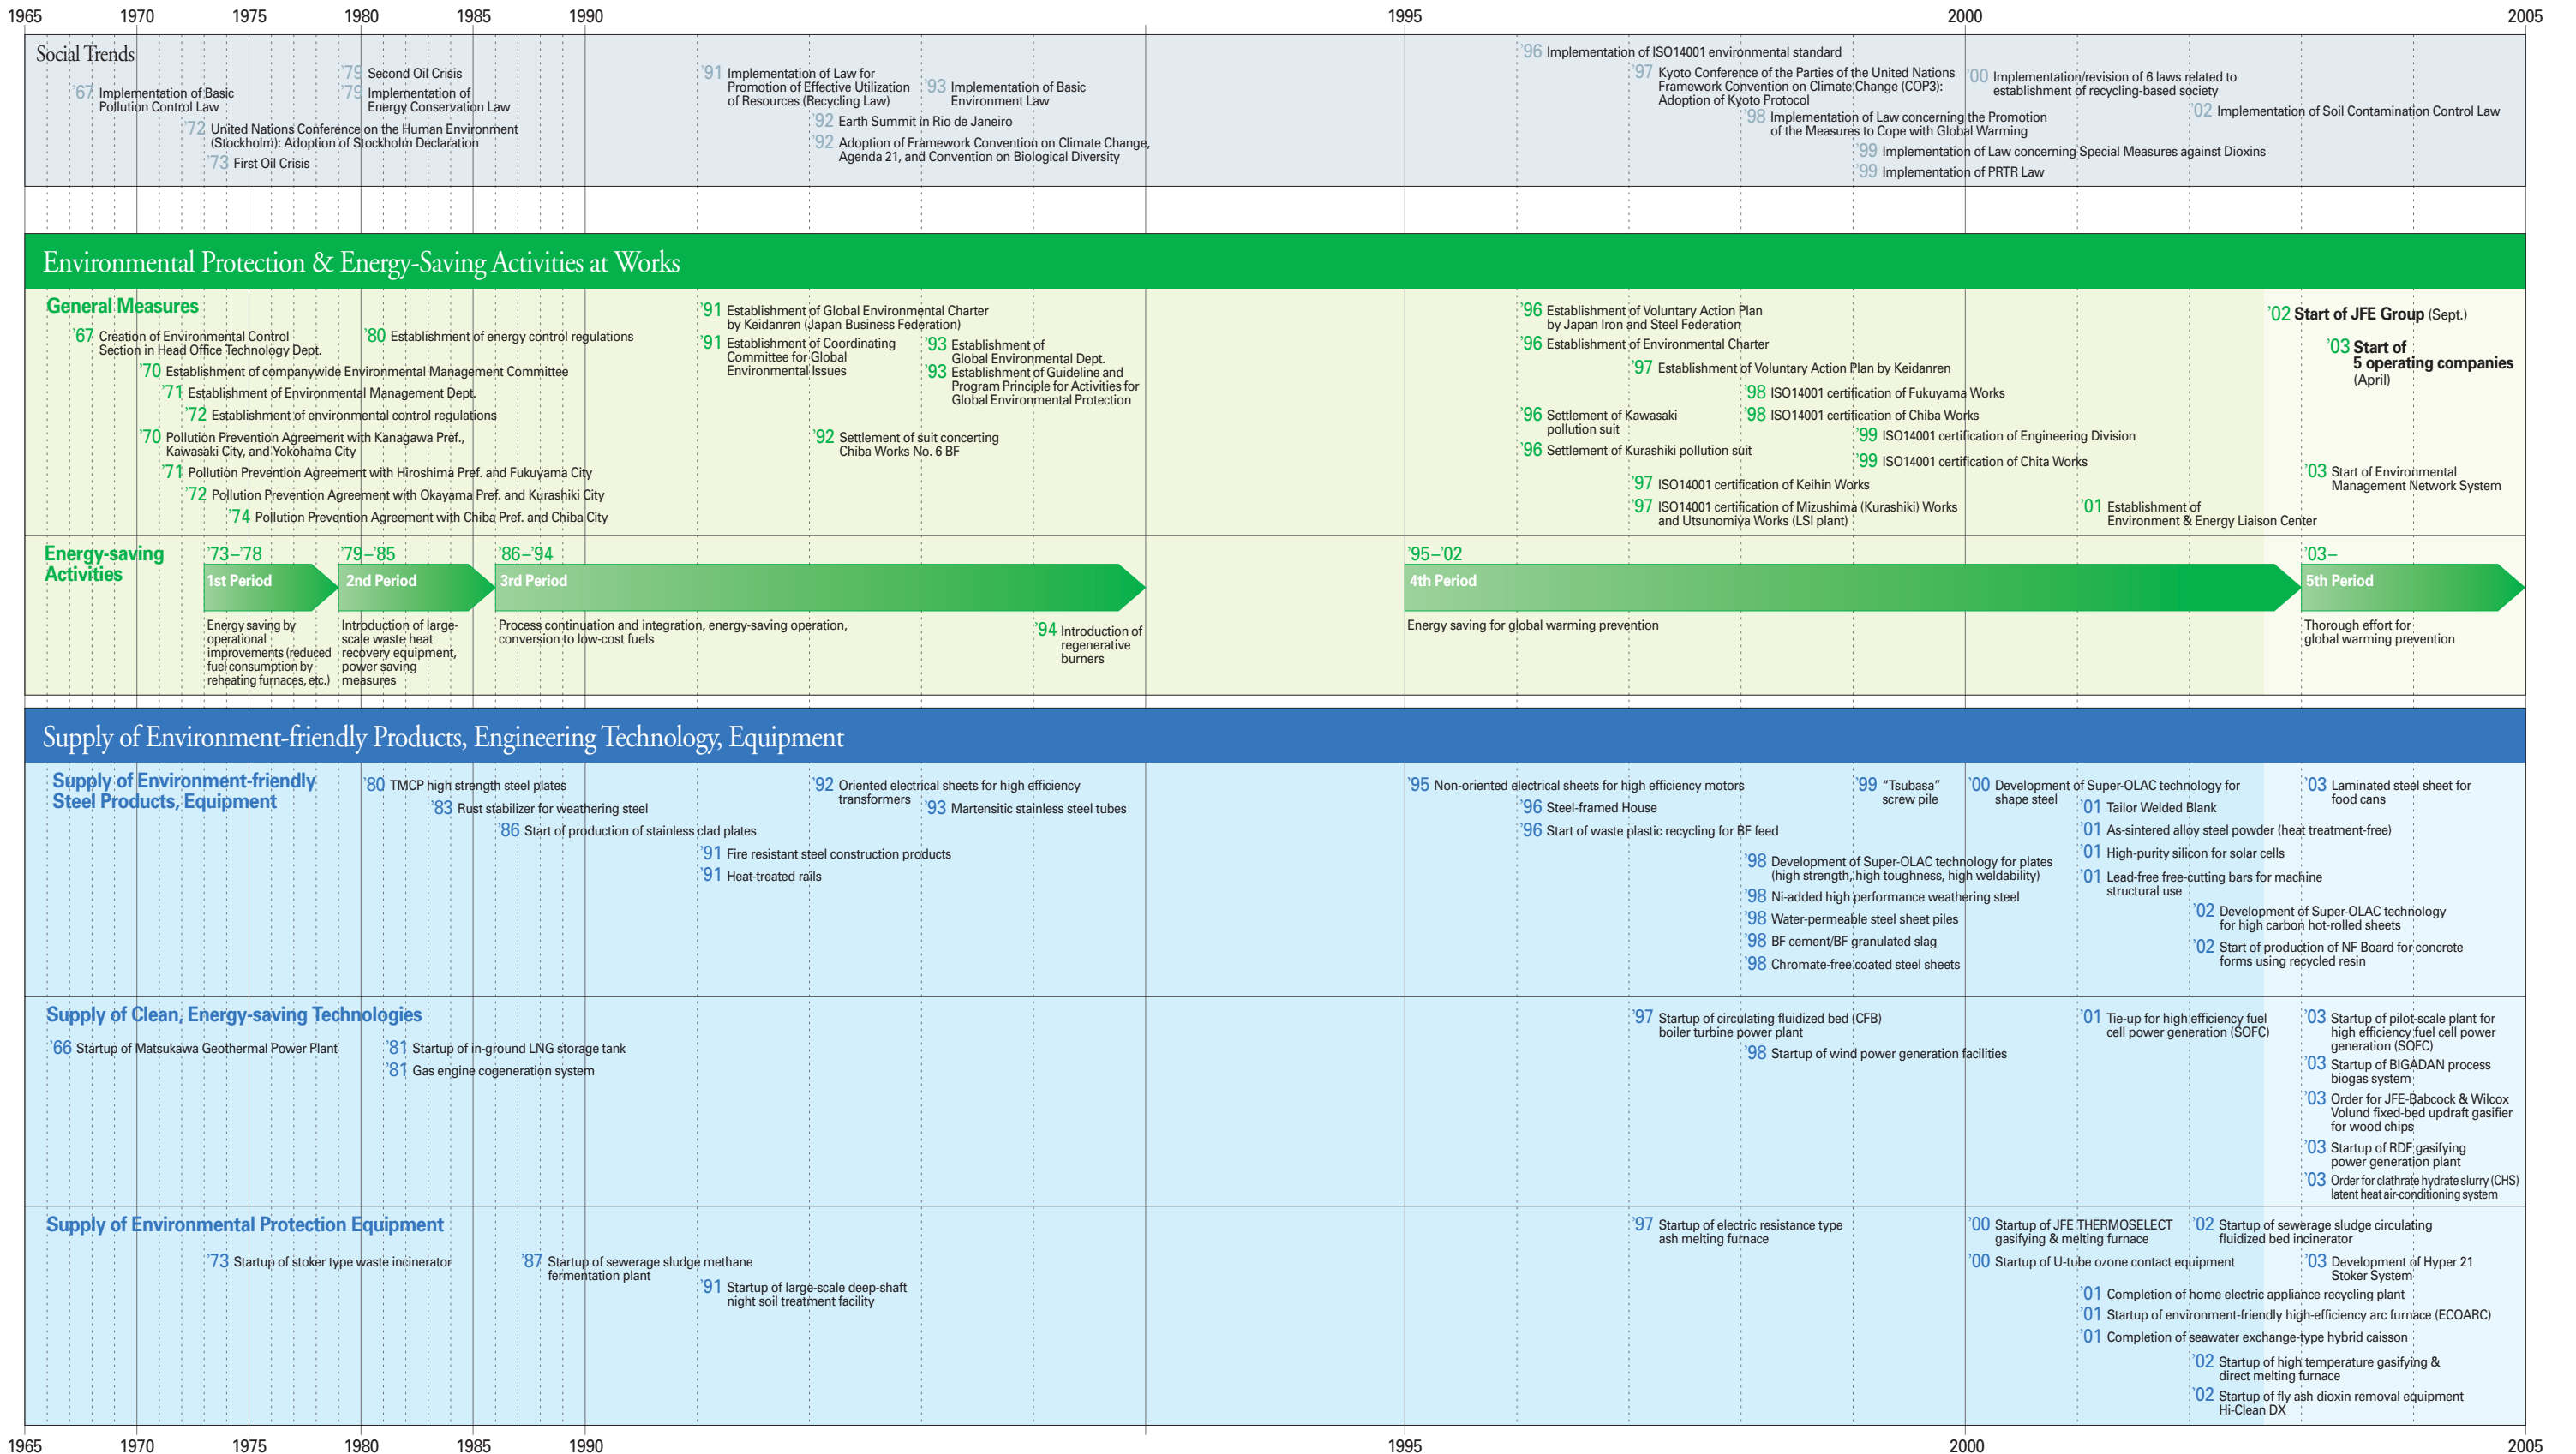 1965 1970 1975 1980 1985 1990 1995 2000 2005
Social Trends
'67 Implementation of Basic
Pollution Control Law
'72 United Nations Conference on the Human Environment
(Stockholm): Adoption of Stockholm Declaration
'73 First Oil Crisis
'79 Second Oil Crisis
'79 Implementation of
Energy Conservation Law
'91 Implementation of Law for
Promotion of Effective Utilization
of Resources (Recycling Law)
'93 Implementation of Basic
Environment Law
'92 Earth Summit in Rio de Janeiro
'92 Adoption of Framework Convention on Climate Change,
Agenda 21, and Convention on Biological Diversity
'96 Implementation of ISO14001 environmental standard
'97 Kyoto Conference of the Parties of the United Nations
Framework Convention on Climate Change (COP3):
Adoption of Kyoto Protocol
'98 Implementation of Law concerning the Promotion
of the Measures to Cope with Global Warming
'99 Implementation of Law concerning Special Measures against Dioxins
'99 Implementation of PRTR Law
'00 Implementation/revision of 6 laws related to
establishment of recycling-based society
'02 Implementation of Soil Contamination Control Law
Environmental Protection & Energy-Saving Activities at Works
General Measures
'67 Creation of Environmental Control
Section in Head Office Technology Dept.
'80 Establishment of energy control regulations
'70 Establishment of companywide Environmental Management Committee
'71 Establishment of Environmental Management Dept.
'72 Establishment of environmental control regulations
'70 Pollution Prevention Agreement with Kanagawa Pref.,
Kawasaki City, and Yokohama City
'71 Pollution Prevention Agreement with Hiroshima Pref. and Fukuyama City
'72 Pollution Prevention Agreement with Okayama Pref. and Kurashiki City
'74 Pollution Prevention Agreement with Chiba Pref. and Chiba City
'91 Establishment of Global Environmental Charter
by Keidanren (Japan Business Federation)
'91 Establishment of Coordinating
Committee for Global
Environmental Issues
'93 Establishment of
Global Environmental Dept.
'93 Establishment of Guideline and
Program Principle for Activities for
Global Environmental Protection
'92 Settlement of suit concerting
Chiba Works No. 6 BF
'96 Establishment of Voluntary Action Plan
by Japan Iron and Steel Federation
'96 Establishment of Environmental Charter
'97 Establishment of Voluntary Action Plan by Keidanren
'98 ISO14001 certification of Fukuyama Works
'96 Settlement of Kawasaki
pollution suit
'98 ISO14001 certification of Chiba Works
'99 ISO14001 certification of Engineering Division
'96 Settlement of Kurashiki pollution suit
'99 ISO14001 certification of Chita Works
'97 ISO14001 certification of Keihin Works
'97 ISO14001 certification of Mizushima (Kurashiki) Works
and Utsunomiya Works (LSI plant)
'01 Establishment of
Environment & Energy Liaison Center
'02 Start of JFE Group (Sept.)
'03 Start of
5 operating companies
(April)
'03 Start of Environmental
Management Network System
Energy-saving
Activities
'73–'78
1st Period
Energy saving by
operational
improvements (reduced
fuel consumption by
reheating furnaces, etc.)
'79–'85
2nd Period
Introduction of large-
scale waste heat
recovery equipment,
power saving
measures
'86–'94
3rd Period
Process continuation and integration, energy-saving operation,
conversion to low-cost fuels
'94 Introduction of
regenerative
burners
'95–'02
4th Period
Energy saving for global warming prevention
'03–
5th Period
Thorough effort for
global warming prevention
Supply of Environment-friendly Products, Engineering Technology, Equipment
Supply of Environment-friendly
Steel Products, Equipment
'80 TMCP high strength steel plates
'83 Rust stabilizer for weathering steel
'86 Start of production of stainless clad plates
'91 Fire resistant steel construction products
'91 Heat-treated rails
'92 Oriented electrical sheets for high efficiency
transformers
'93 Martensitic stainless steel tubes
'95 Non-oriented electrical sheets for high efficiency motors
'96 Steel-framed House
'96 Start of waste plastic recycling for BF feed
'98 Development of Super-OLAC technology for plates
(high strength, high toughness, high weldability)
'98 Ni-added high performance weathering steel
'98 Water-permeable steel sheet piles
'98 BF cement/BF granulated slag
'98 Chromate-free coated steel sheets
'99 “Tsubasa”
screw pile
'00 Development of Super-OLAC technology for
shape steel
'01 Tailor Welded Blank
'01 As-sintered alloy steel powder (heat treatment-free)
'01 High-purity silicon for solar cells
'01 Lead-free free-cutting bars for machine
structural use
'02 Development of Super-OLAC technology
for high carbon hot-rolled sheets
'02 Start of production of NF Board for concrete
forms using recycled resin
'03 Laminated steel sheet for
food cans
Supply of Clean, Energy-saving Technologies
'66 Startup of Matsukawa Geothermal Power Plant
'81 Startup of in-ground LNG storage tank
'81 Gas engine cogeneration system
'97 Startup of circulating fluidized bed (CFB)
boiler turbine power plant
'98 Startup of wind power generation facilities
'01 Tie-up for high efficiency fuel
cell power generation (SOFC)
'03 Startup of pilot-scale plant for
high efficiency fuel cell power
generation (SOFC)
'03 Startup of BIGADAN process
biogas system
'03 Order for JFE-Babcock & Wilcox
Volund fixed-bed updraft gasifier
for wood chips
'03 Startup of RDF gasifying
power generation plant
'03 Order for clathrate hydrate slurry (CHS)
latent heat air-conditioning system
Supply of Environmental Protection Equipment
'73 Startup of stoker type waste incinerator
'87 Startup of sewerage sludge methane
fermentation plant
'91 Startup of large-scale deep-shaft
night soil treatment facility
'97 Startup of electric resistance type
ash melting furnace
'00 Startup of JFE THERMOSELECT
gasifying & melting furnace
'02 Startup of sewerage sludge circulating
fluidized bed incinerator
'00 Startup of U-tube ozone contact equipment
'03 Development of Hyper 21
Stoker System
'01 Completion of home electric appliance recycling plant
'01 Startup of environment-friendly high-efficiency arc furnace (ECOARC)
'01 Completion of seawater exchange-type hybrid caisson
'02 Startup of high temperature gasifying &
direct melting furnace
'02 Startup of fly ash dioxin removal equipment
Hi-Clean DX
1965 1970 1975 1980 1985 1990 1995 2000 2005